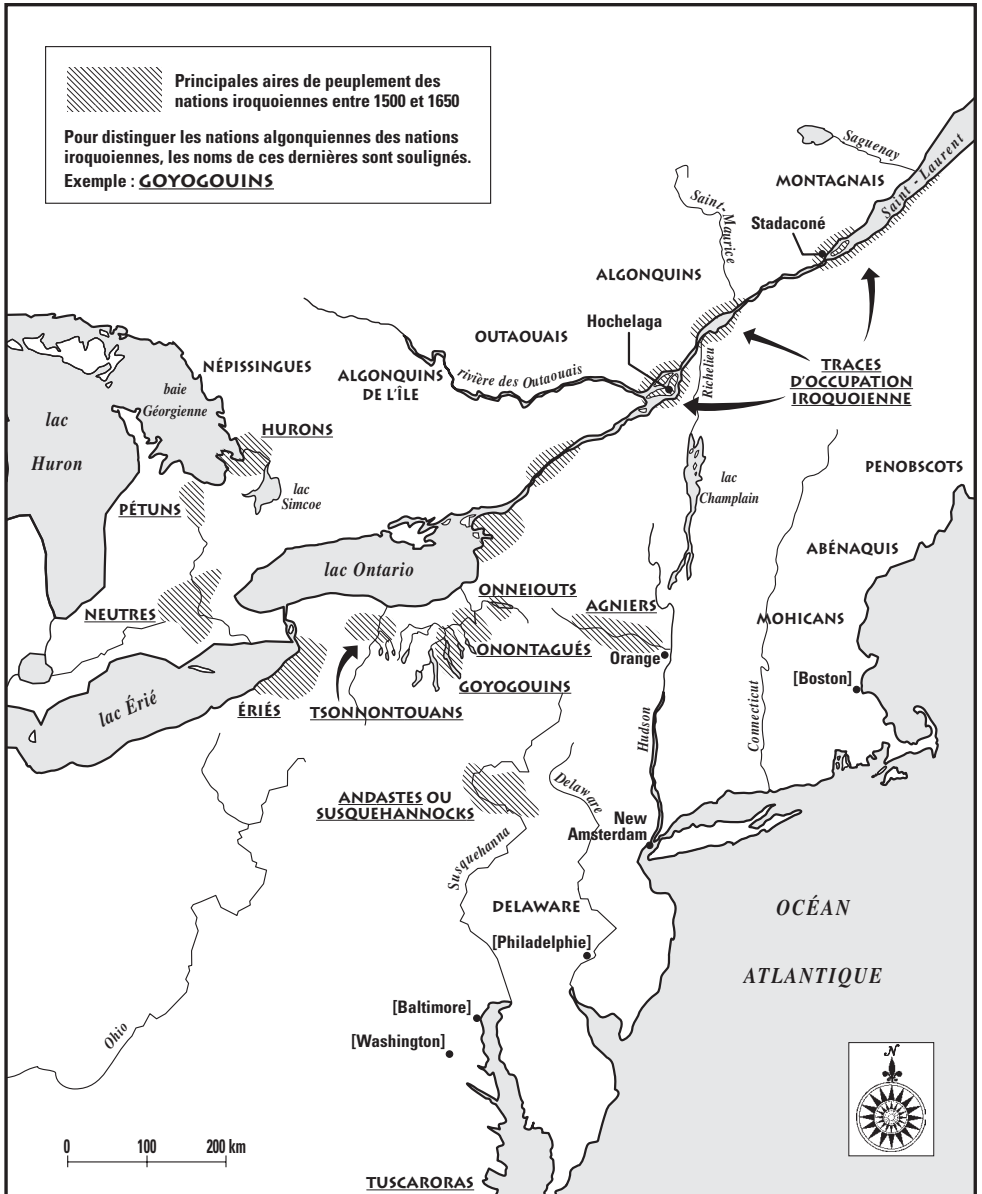 Principales aires de peuplement des
nations iroquoiennes entre 1500 et 1650
Pour distinguer les nations algonquiennes des nations
iroquoiennes, les noms de ces dernières sont soulignés.
Exemple : GOYOGOUINS
Saguenay
Saint - Laurent
MONTAGNAIS
Saint-Maurice
Stadaconé
ALGONQUINS
Hochelaga
OUTAOUAIS
NÉPISSINGUES
ALGONQUINS
DE L'ÎLE
rivière des Outaouais
Richelieu
TRACES
D'OCCUPATION
IROQUOIENNE
baie
Géorgienne
lac
Huron
HURONS
lac
Simcoe
PÉTUNS
lac
Champlain
PENOBSCOTS
ABÉNAQUIS
lac Ontario
ONNEIOUTS
AGNIERS
NEUTRES
MOHICANS
ONONTAGUÉS
Orange
GOYOGOUINS
[Boston]
lac Érié
ÉRIÉS
TSONNONTOUANS
Hudson
Connecticut
ANDASTES OU
SUSQUEHANNOCKS
Delaware
New
Amsterdam
Susquehanna
DELAWARE
[Philadelphie]
OCÉAN
ATLANTIQUE
Ohio
[Baltimore]
[Washington]
N
0 100 200 km
TUSCARORAS